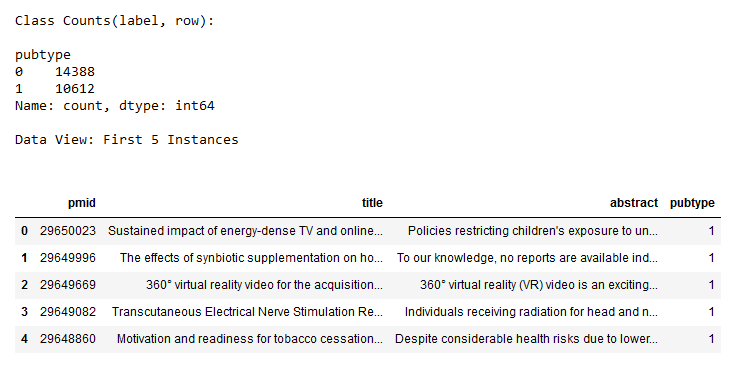 Class Counts(label, row):
pubtype
0    14388
1    10612
Name: count, dtype: int64
Data View: First 5 Instances
pmid title abstract pubtype
0 29650023 Sustained impact of energy-dense TV and online... Policies restricting children's exposure to un... 1
1 29649996 The effects of synbiotic supplementation on ho... To our knowledge, no reports are available ind... 1
2 29649669 360° virtual reality video for the acquisition... 360° virtual reality (VR) video is an exciting... 1
3 29649082 Transcutaneous Electrical Nerve Stimulation Re... Individuals receiving radiation for head and n... 1
4 29648860 Motivation and readiness for tobacco cessation... Despite considerable health risks due to lower... 1